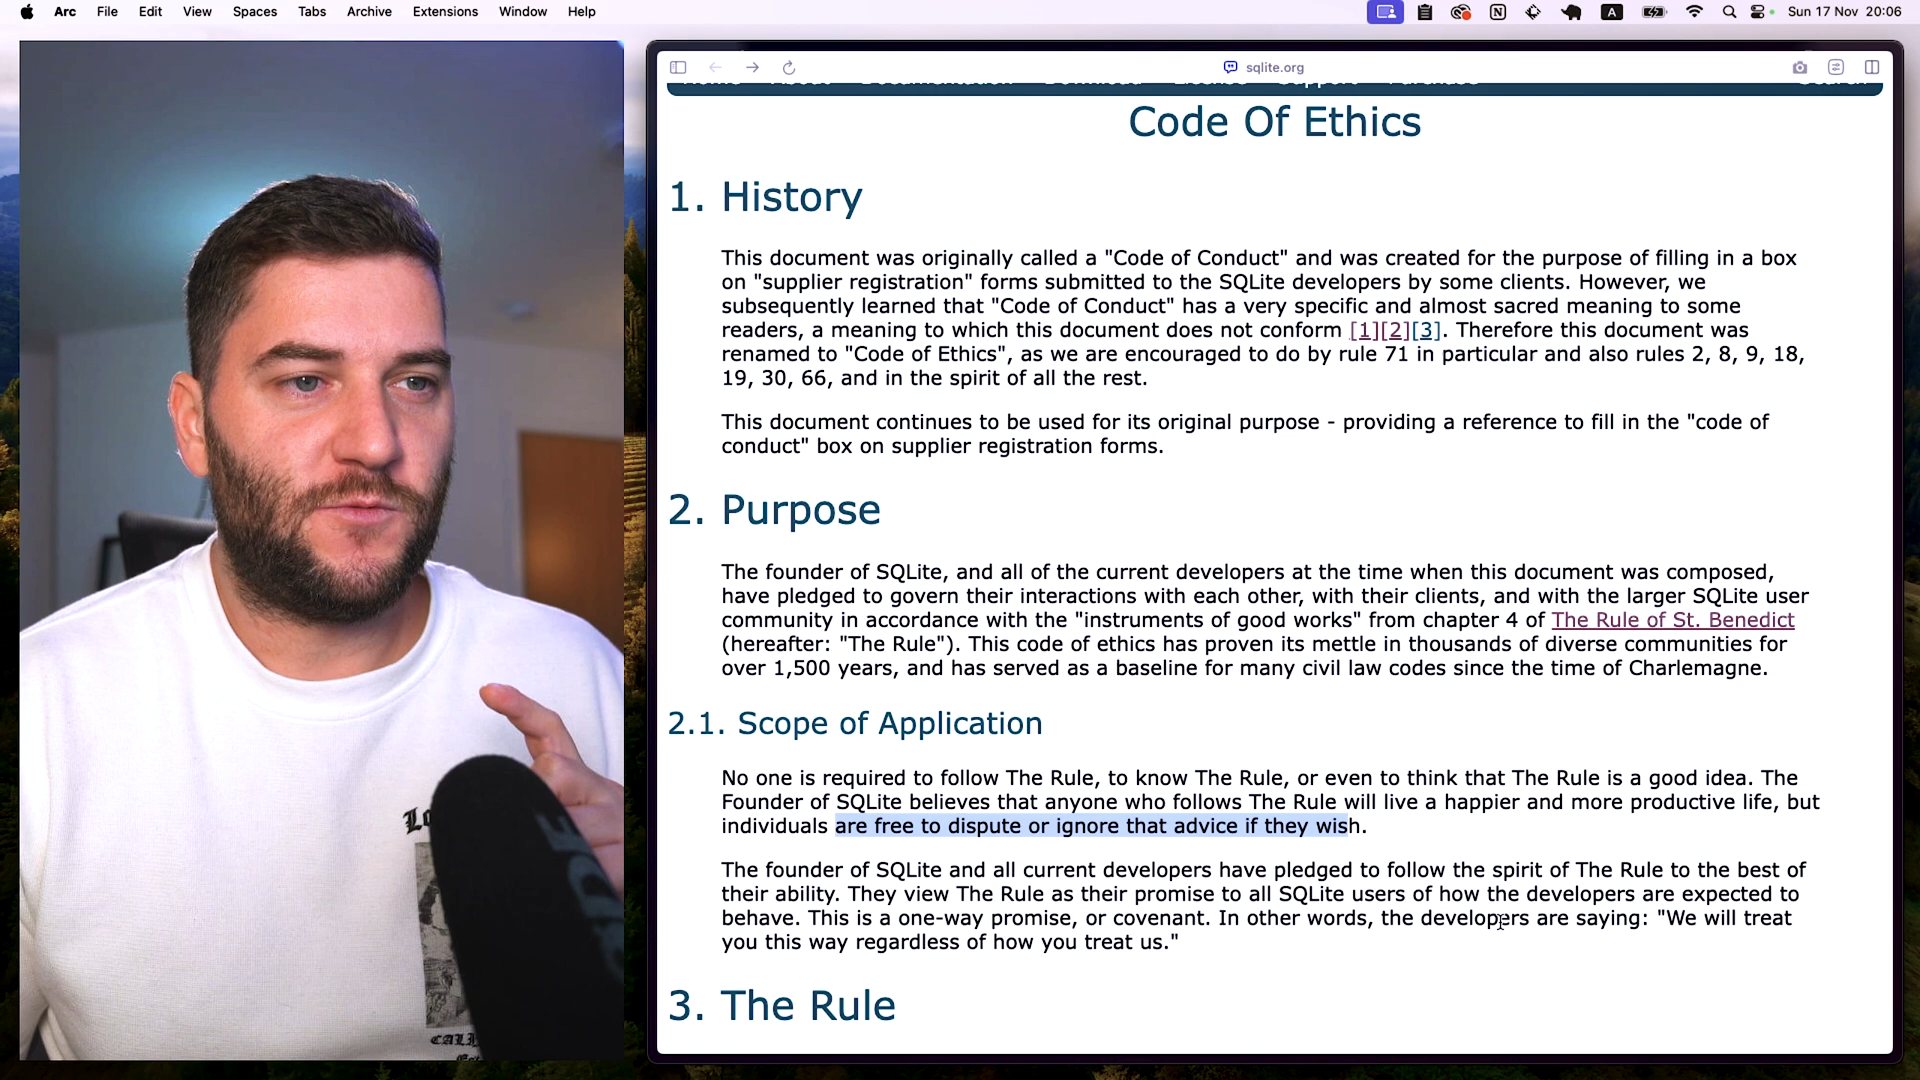 Arc File Edit View Spaces Tabs Archive Extensions Window Help
A
Sun 17 Nov 20:06
sqlite.org
Code Of Ethics
1. History
This document was originally called a "Code of Conduct" and was created for the purpose of filling in a box
on "supplier registration" forms submitted to the SQLite developers by some clients. However, we
subsequently learned that "Code of Conduct" has a very specific and almost sacred meaning to some
readers, a meaning to which this document does not conform [1][2][3]. Therefore this document was
renamed to "Code of Ethics", as we are encouraged to do by rule 71 in particular and also rules 2, 8, 9, 18,
19, 30, 66, and in the spirit of all the rest.
This document continues to be used for its original purpose - providing a reference to fill in the "code of
conduct" box on supplier registration forms.
2. Purpose
The founder of SQLite, and all of the current developers at the time when this document was composed,
have pledged to govern their interactions with each other, with their clients, and with the larger SQLite user
community in accordance with the "instruments of good works" from chapter 4 of The Rule of St. Benedict
(hereafter: "The Rule"). This code of ethics has proven its mettle in thousands of diverse communities for
over 1,500 years, and has served as a baseline for many civil law codes since the time of Charlemagne.
2.1. Scope of Application
No one is required to follow The Rule, to know The Rule, or even to think that The Rule is a good idea. The
Founder of SQLite believes that anyone who follows The Rule will live a happier and more productive life, but
individuals are free to dispute or ignore that advice if they wish.
The founder of SQLite and all current developers have pledged to follow the spirit of The Rule to the best of
their ability. They view The Rule as their promise to all SQLite users of how the developers are expected to
behave. This is a one-way promise, or covenant. In other words, the developers are saying: "We will treat
you this way regardless of how you treat us."
3. The Rule